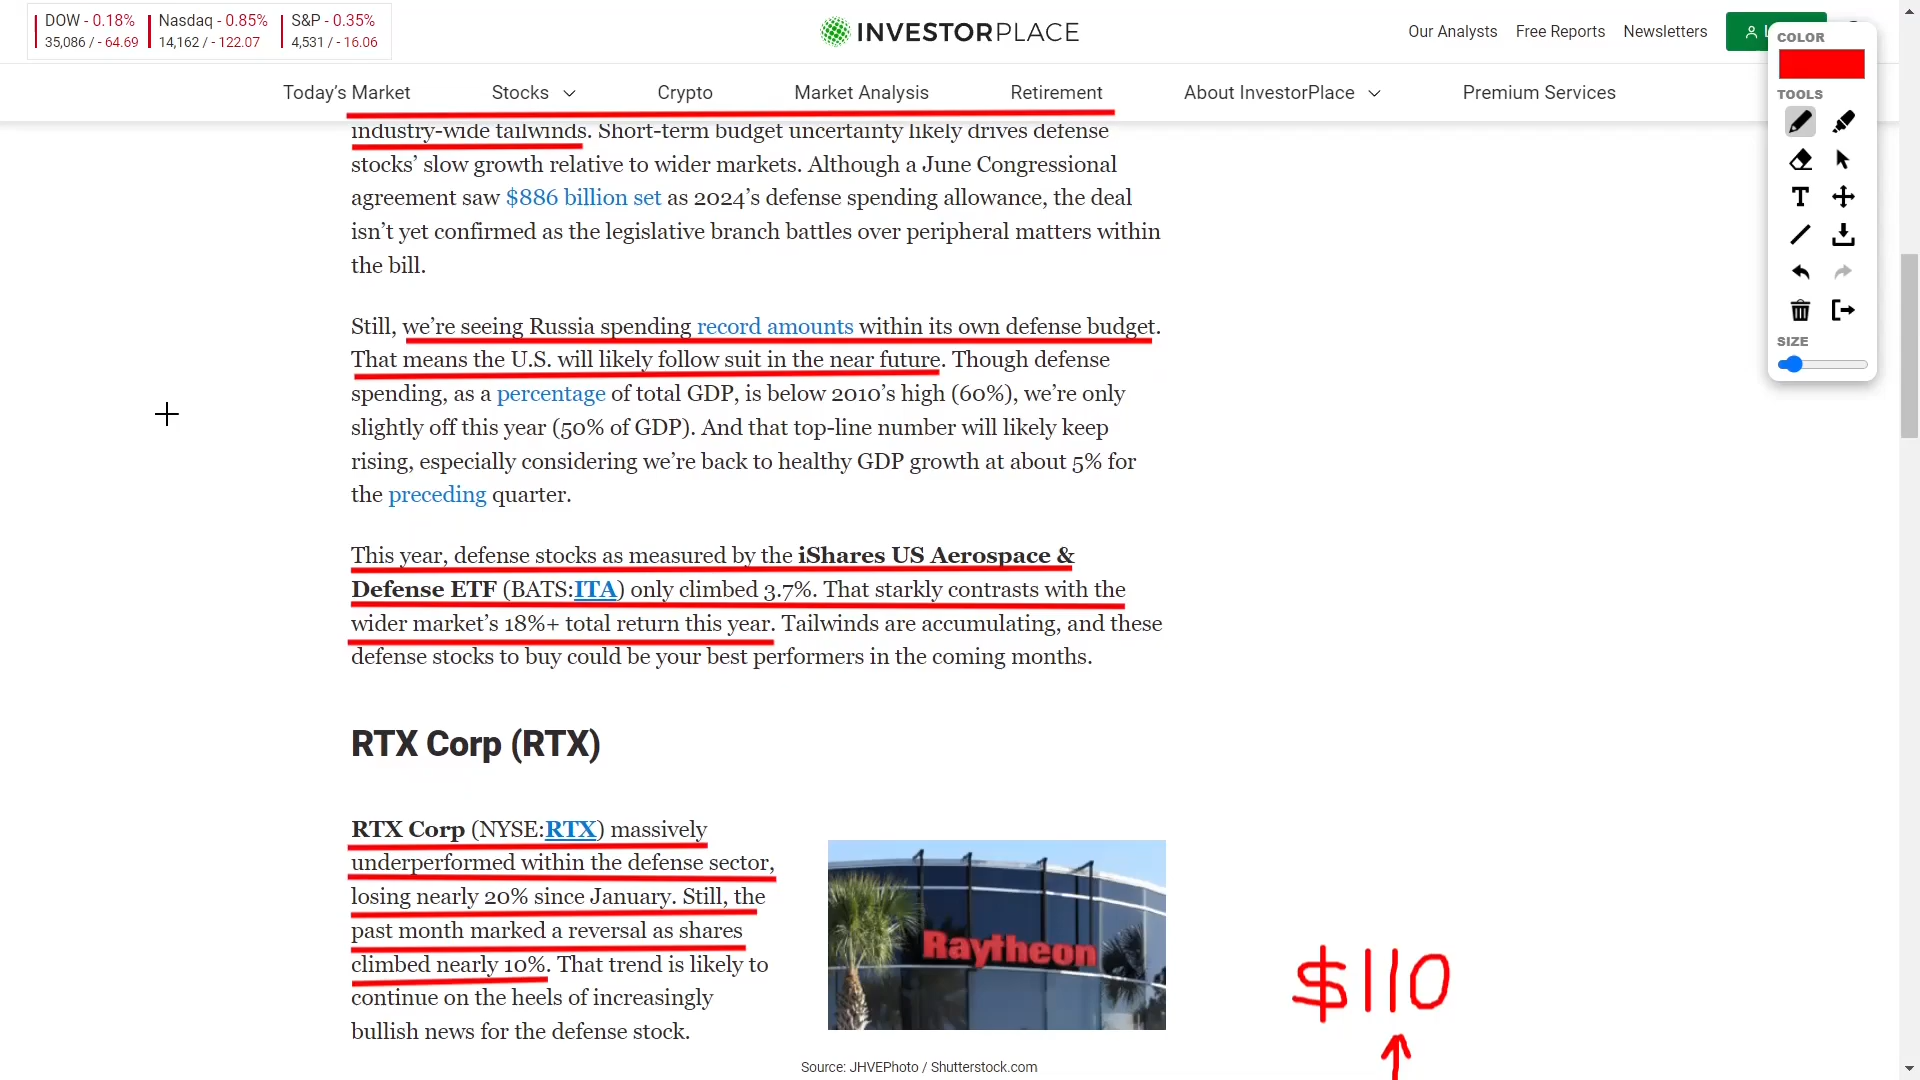 DOW - 0.18%
35,086 / - 64.69
Nasdaq - 0.85%
14,162 / - 122.07
S&P - 0.35%
4,531 / - 16.06
INVESTORPLACE
Our Analysts
Free Reports
Newsletters
Today’s Market
Stocks
Crypto
Market Analysis
Retirement
About InvestorPlace
Premium Services
COLOR
TOOLS
T
SIZE
industry-wide tailwinds. Short-term budget uncertainty likely drives defense
stocks’ slow growth relative to wider markets. Although a June Congressional
agreement saw $886 billion set as 2024’s defense spending allowance, the deal
isn’t yet confirmed as the legislative branch battles over peripheral matters within
the bill.
Still, we’re seeing Russia spending record amounts within its own defense budget.
That means the U.S. will likely follow suit in the near future. Though defense
spending, as a percentage of total GDP, is below 2010’s high (60%), we’re only
slightly off this year (50% of GDP). And that top-line number will likely keep
rising, especially considering we’re back to healthy GDP growth at about 5% for
the preceding quarter.
This year, defense stocks as measured by the iShares US Aerospace &
Defense ETF (BATS:ITA) only climbed 3.7%. That starkly contrasts with the
wider market’s 18%+ total return this year. Tailwinds are accumulating, and these
defense stocks to buy could be your best performers in the coming months.
RTX Corp (RTX)
RTX Corp (NYSE:RTX) massively
underperformed within the defense sector,
losing nearly 20% since January. Still, the
past month marked a reversal as shares
climbed nearly 10%. That trend is likely to
continue on the heels of increasingly
bullish news for the defense stock.
Raytheon
Source: JHVEPhoto / Shutterstock.com
$110